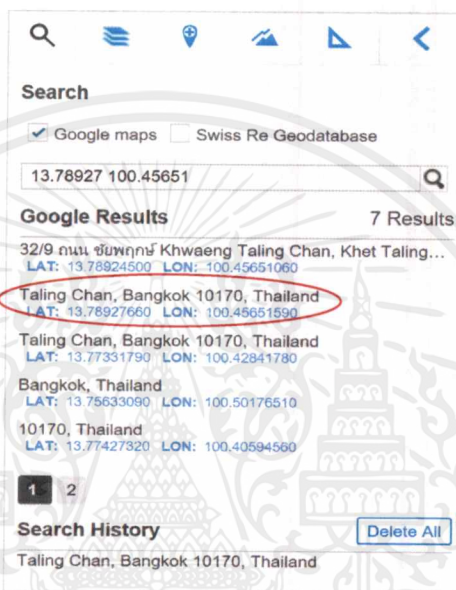 Search
Google maps Swiss Re Geodatabase
13.78927 100.45651
Google Results 7 Results
32/9 ถนน ชัยพฤกษ์ Khwaeng Taling Chan, Khet Taling...
LAT: 13.78924500 LON: 100.45651060
Taling Chan, Bangkok 10170, Thailand
LAT: 13.78927660 LON: 100.45651590
Taling Chan, Bangkok 10170, Thailand
LAT: 13.77331790 LON: 100.42841780
Bangkok, Thailand
LAT: 13.75633090 LON: 100.50176510
10170, Thailand
LAT: 13.77427320 LON: 100.40594560
1 2
Search History Delete All
Taling Chan, Bangkok 10170, Thailand